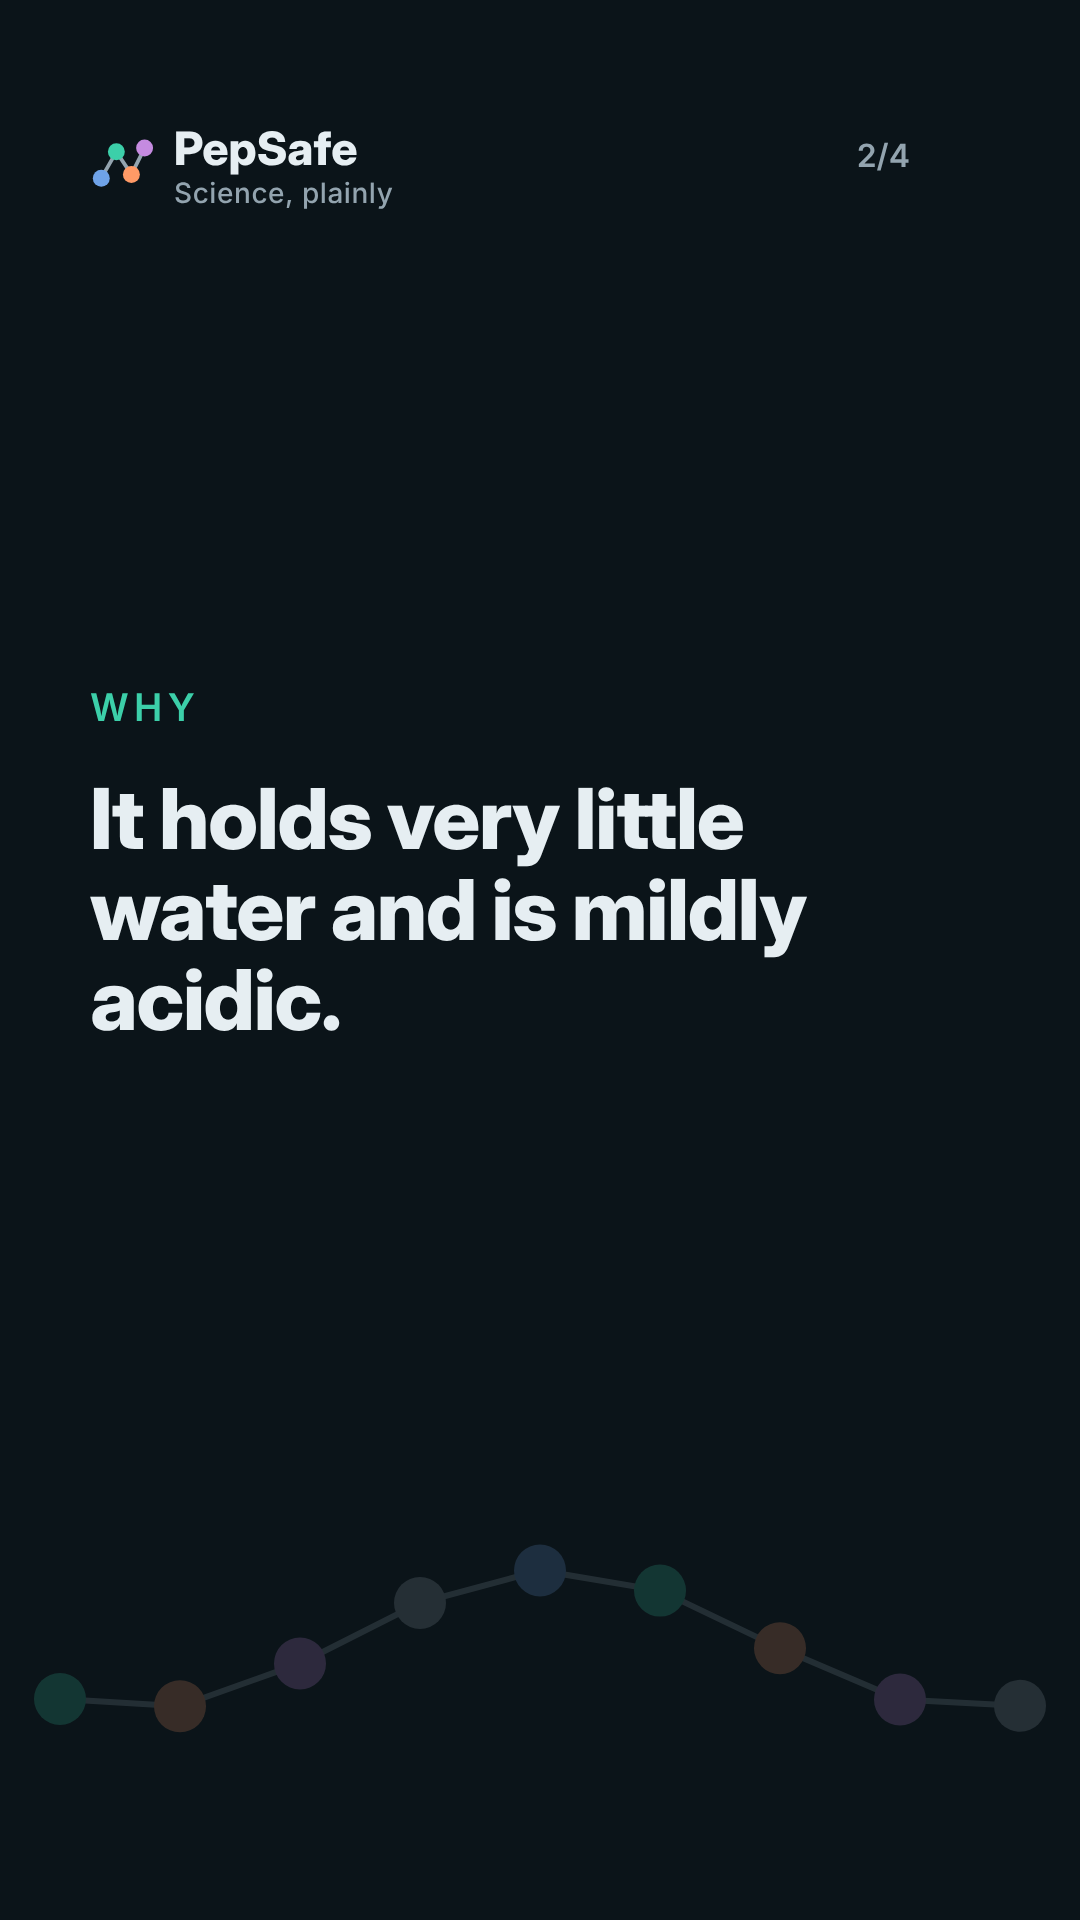 PepSafe
Science, plainly
2/4
WHY
It holds very little
water and is mildly
acidic.